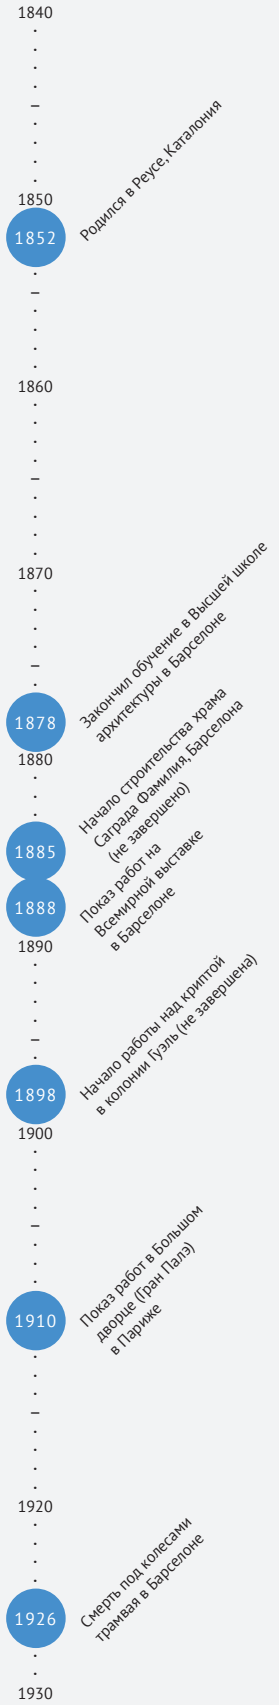 1840
1850
1852
Родился в Реусе, Каталония
1860
1870
1878
Закончил обучение в Высшей школе
архитектуры в Барселоне
1880
1885
Начало строительства храма
Саграда Фамилия, Барселона
(не завершено)
1888
Показ работ на
Всемирной выставке
в Барселоне
1890
1898
Начало работы над криптой
в колонии Гуэль (не завершена)
1900
1910
Показ работ в Большом
дворце (Гран Палэ)
в Париже
1920
1926
Смерть под колесами
трамвая в Барселоне
1930